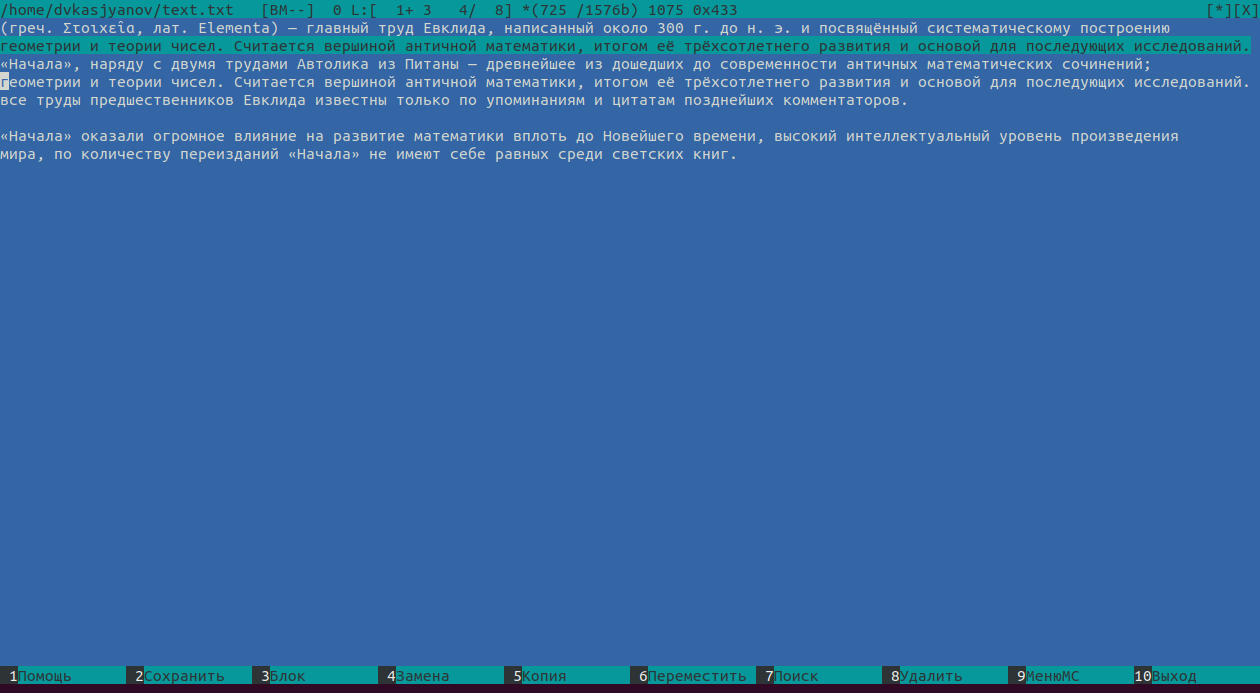 /home/dvkasjyanov/text.txt   [BM--]  0 L:[  1+ 3   4/  8] *(725 /1576b) 1075 0x433                                                    [*][X]
(греч. Στοιχεῖα, лат. Elementa) — главный труд Евклида, написанный около 300 г. до н. э. и посвящённый систематическому построению
геометрии и теории чисел. Считается вершиной античной математики, итогом её трёхсотлетнего развития и основой для последующих исследований.
«Начала», наряду с двумя трудами Автолика из Питаны — древнейшее из дошедших до современности античных математических сочинений;
геометрии и теории чисел. Считается вершиной античной математики, итогом её трёхсотлетнего развития и основой для последующих исследований.
все труды предшественников Евклида известны только по упоминаниям и цитатам позднейших комментаторов.
«Начала» оказали огромное влияние на развитие математики вплоть до Новейшего времени, высокий интеллектуальный уровень произведения
мира, по количеству переизданий «Начала» не имеют себе равных среди светских книг.
1Помощь 2Сохранить 3Блок 4Замена 5Копия 6Переместить 7Поиск 8Удалить 9МенюMC 10Выход